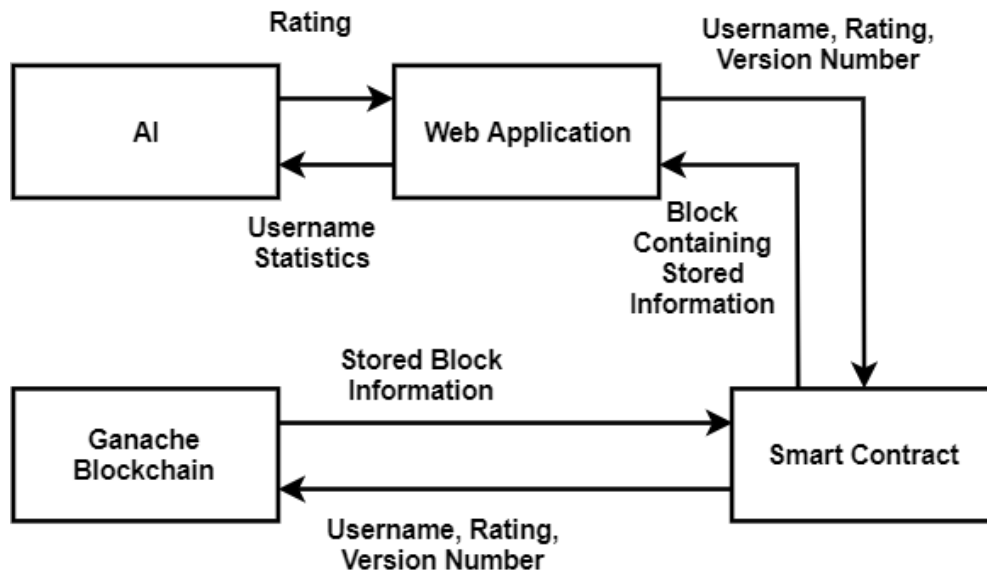 Rating
Username, Rating,
Version Number
AI
Web Application
Username
Statistics
Block
Containing
Stored
Information
Stored Block
Information
Ganache
Blockchain
Smart Contract
Username, Rating,
Version Number